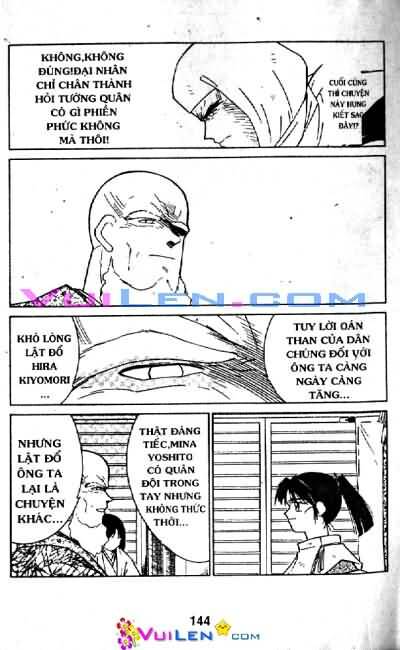 KHÔNG,KHÔNG
ĐÚNG!ĐẠI NHÂN
CHỈ CHÂN THÀNH
HỎI TƯỚNG QUÂN
CÓ GÌ PHIỀN
PHỨC KHÔNG
MÀ THÔI!
CUỐI CÙNG
THÌ CHUYỆN
NÀY HUNG
KIẾT SAO
ĐÂY!?
VUILEN.COM
TUY LỜI OÁN
THAN CỦA DÂN
CHÚNG ĐỐI VỚI
ÔNG TA CÀNG
NGÀY CÀNG
TĂNG...
KHÓ LÒNG
LẬT ĐỔ
HIRA
KIYOMORI
...
THẬT ĐÁNG
TIẾC,MINA
YOSHITO
CÓ QUÂN
ĐỘI TRONG
TAY NHƯNG
KHÔNG THỨC
THỜI...
NHƯNG
LẬT ĐỔ
ÔNG TA
LẠI LÀ
CHUYỆN
KHÁC...
144
VUILEN.COM